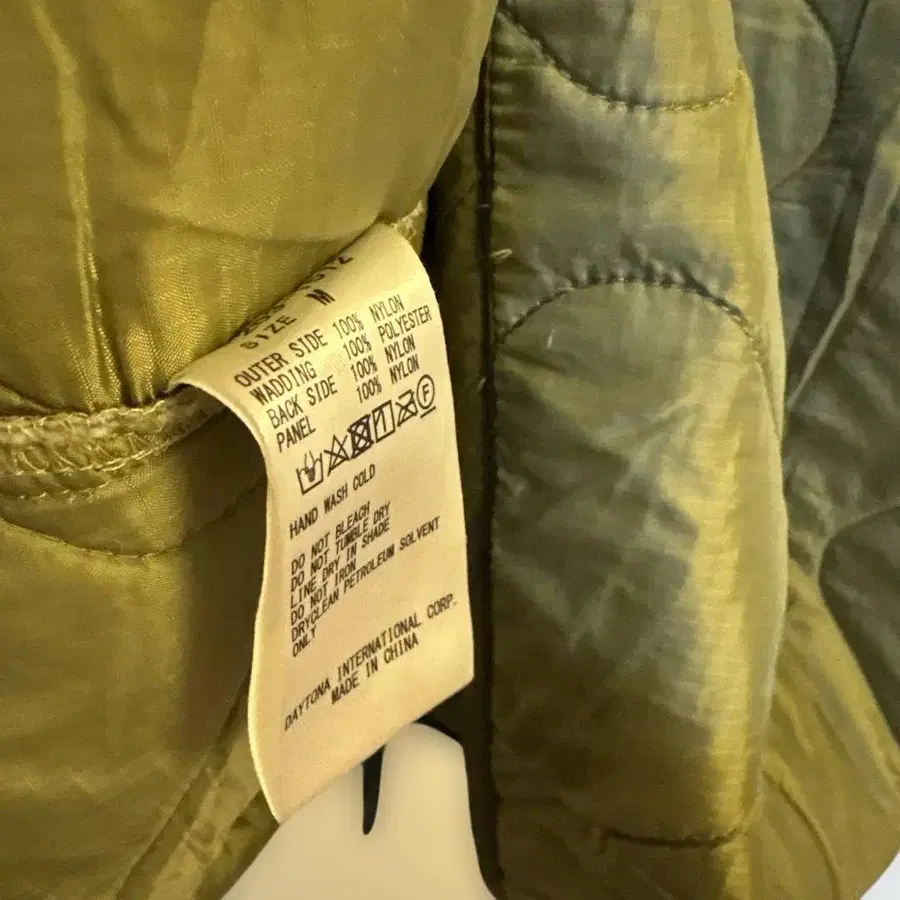 SIZE M
OUTER SIDE 100% NYLON
WADDING 100% POLYESTER
BACK SIDE 100% NYLON
PANEL 100% NYLON
HAND WASH COLD
DO NOT BLEACH
DO NOT TUMBLE DRY
LINE DRY IN SHADE
DO NOT IRON
DRYCLEAN PETROLEUM SOLVENT
ONLY
DAYTONA INTERNATIONAL CORP.
MADE IN CHINA